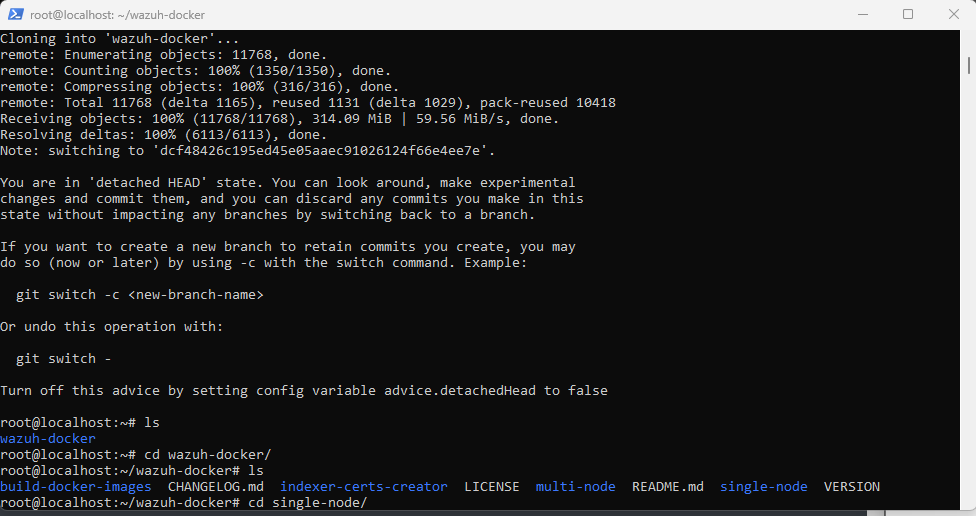 root@localhost: ~/wazuh-docker
Cloning into 'wazuh-docker'...
remote: Enumerating objects: 11768, done.
remote: Counting objects: 100% (1350/1350), done.
remote: Compressing objects: 100% (316/316), done.
remote: Total 11768 (delta 1165), reused 1131 (delta 1029), pack-reused 10418
Receiving objects: 100% (11768/11768), 314.09 MiB | 59.56 MiB/s, done.
Resolving deltas: 100% (6113/6113), done.
Note: switching to 'dcf48426c195ed45e05aaec91026124f66e4ee7e'.

You are in 'detached HEAD' state. You can look around, make experimental
changes and commit them, and you can discard any commits you make in this
state without impacting any branches by switching back to a branch.

If you want to create a new branch to retain commits you create, you may
do so (now or later) by using -c with the switch command. Example:

  git switch -c <new-branch-name>

Or undo this operation with:

  git switch -

Turn off this advice by setting config variable advice.detachedHead to false

root@localhost:~# ls
wazuh-docker
root@localhost:~# cd wazuh-docker/
root@localhost:~/wazuh-docker# ls
build-docker-images  CHANGELOG.md  indexer-certs-creator  LICENSE  multi-node  README.md  single-node  VERSION
root@localhost:~/wazuh-docker# cd single-node/